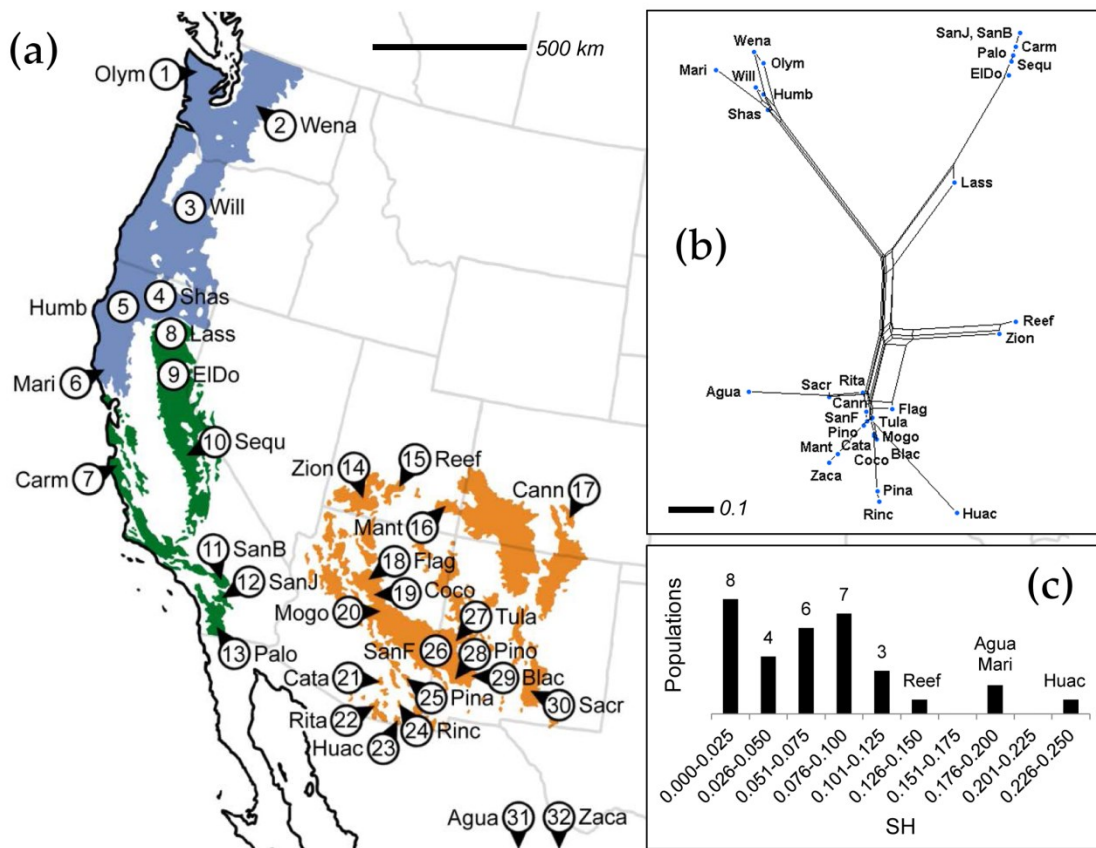 (a)
500 km
Olym 1
2 Wena
3 Will
Humb 5
4 Shas
8 Lass
Mari 6
9 ElDo
10 Sequ
Carm 7
11 SanB
12 SanJ
13 Palo
Zion 14
15 Reef
Mant 16
Cann 17
18 Flag
19 Coco
Mogo 20
27 Tula
SanF 26
28 Pino
29 Blac
Cata 21
25 Pina
30 Sacr
Rita 22
24 Rinc
Huac 23
Agua 31
32 Zaca
(b)
Wena
Olym
Mari
Will
Humb
Shas
SanJ, SanB
Palo
Carm
Sequ
ElDo
Lass
Reef
Zion
Agua
Sacr
Rita
Cann
Flag
SanF
Tula
Pino
Mogo
Mant
Cata
Blac
Zaca
Coco
Pina
Rinc
Huac
0.1
(c)
Populations
8
4
6
7
3
Reef
Agua
Mari
Huac
0.000-0.025
0.026-0.050
0.051-0.075
0.076-0.100
0.101-0.125
0.126-0.150
0.151-0.175
0.176-0.200
0.201-0.225
0.226-0.250
SH